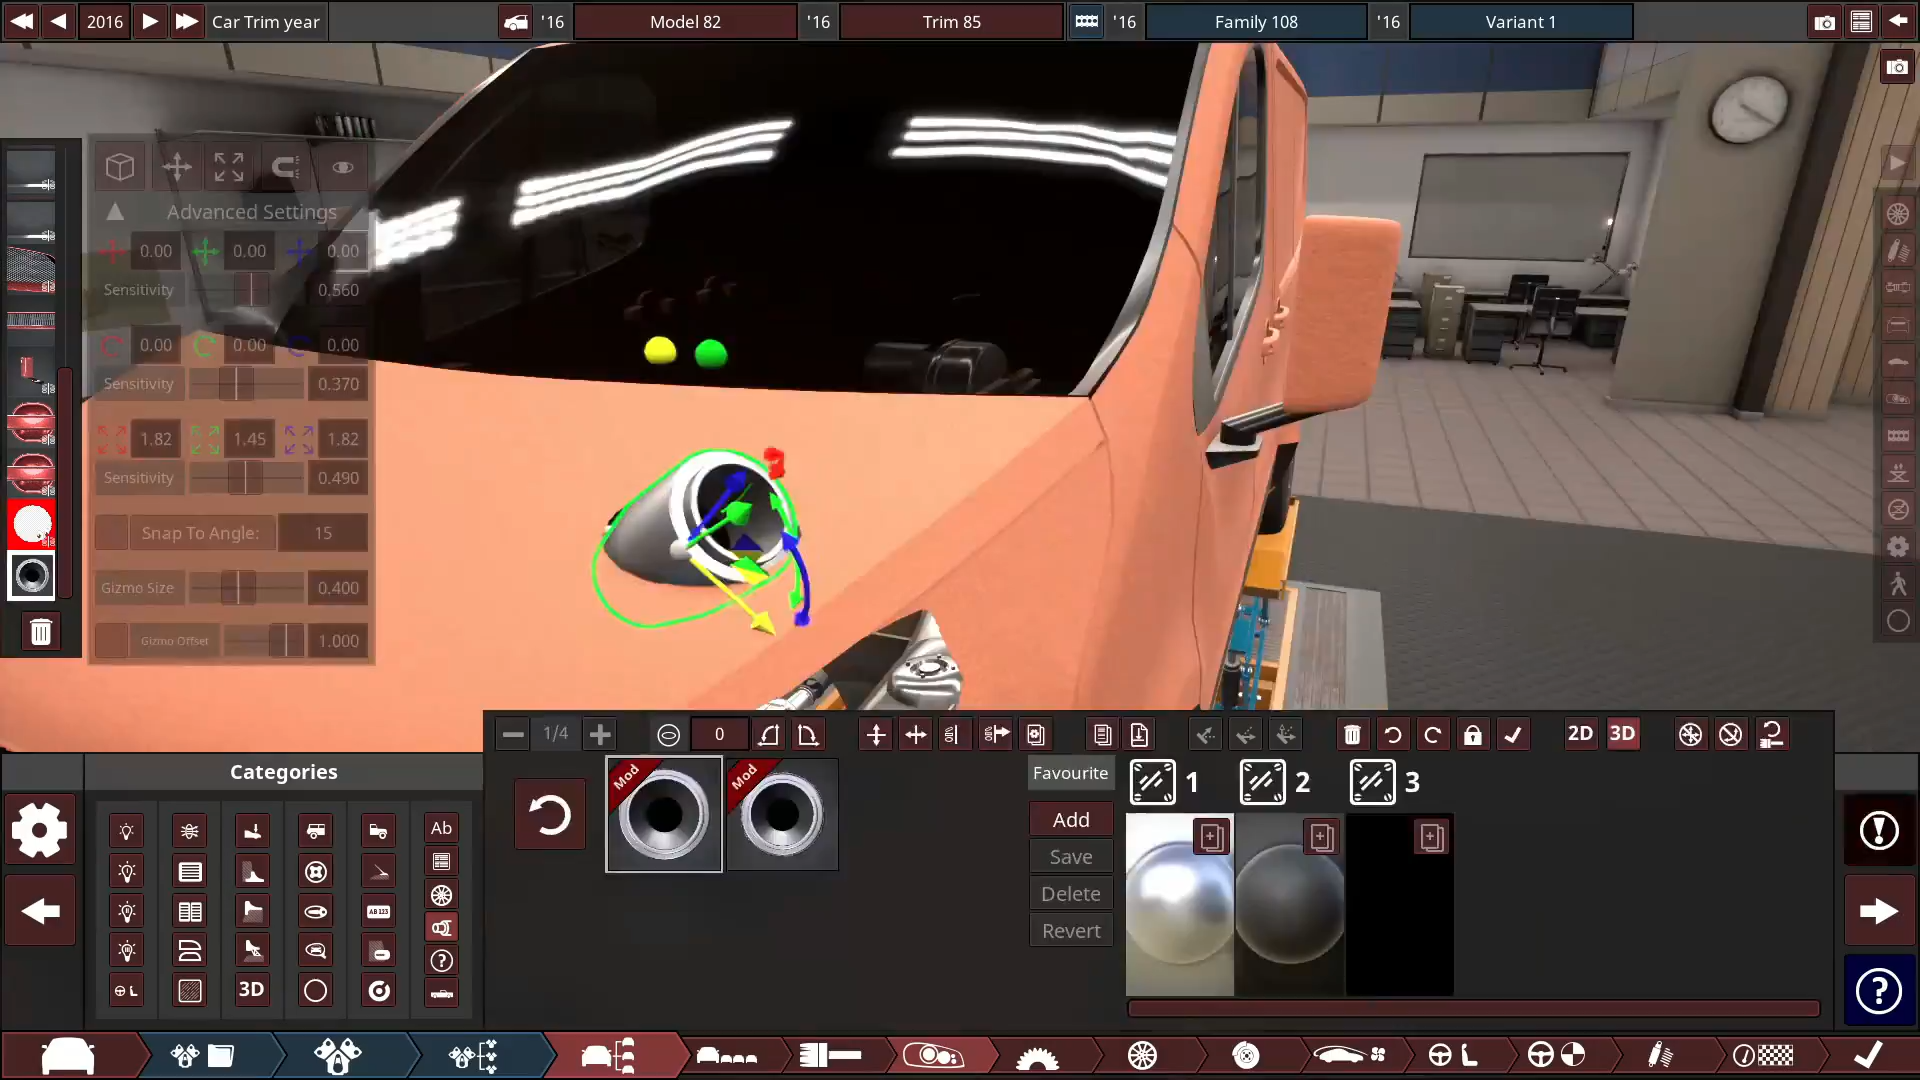 2016 Car Trim year '16 Model 82 '16 Trim 85 '16 Family 108 '16 Variant 1
Advanced Settings
0.00 0.00 0.00
Sensitivity 0.560
0.00 0.00 0.00
Sensitivity 0.370
1.82 1.45 1.82
Sensitivity 0.490
Snap To Angle: 15
Gizmo Size 0.400
Gizmo Offset 1.000
1/4 0 2D 3D
Categories
Ab
AB 123
L
3D
?
Mod Mod
Favourite 1 2 3
Add
Save
Delete
Revert
?